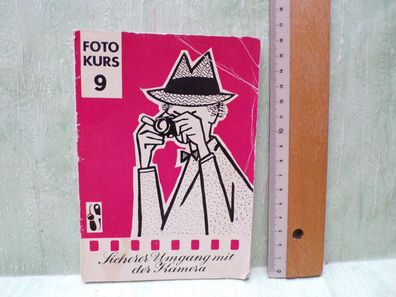 FOTO
KURS
9
Sicherer Umgang mit
der Kamera